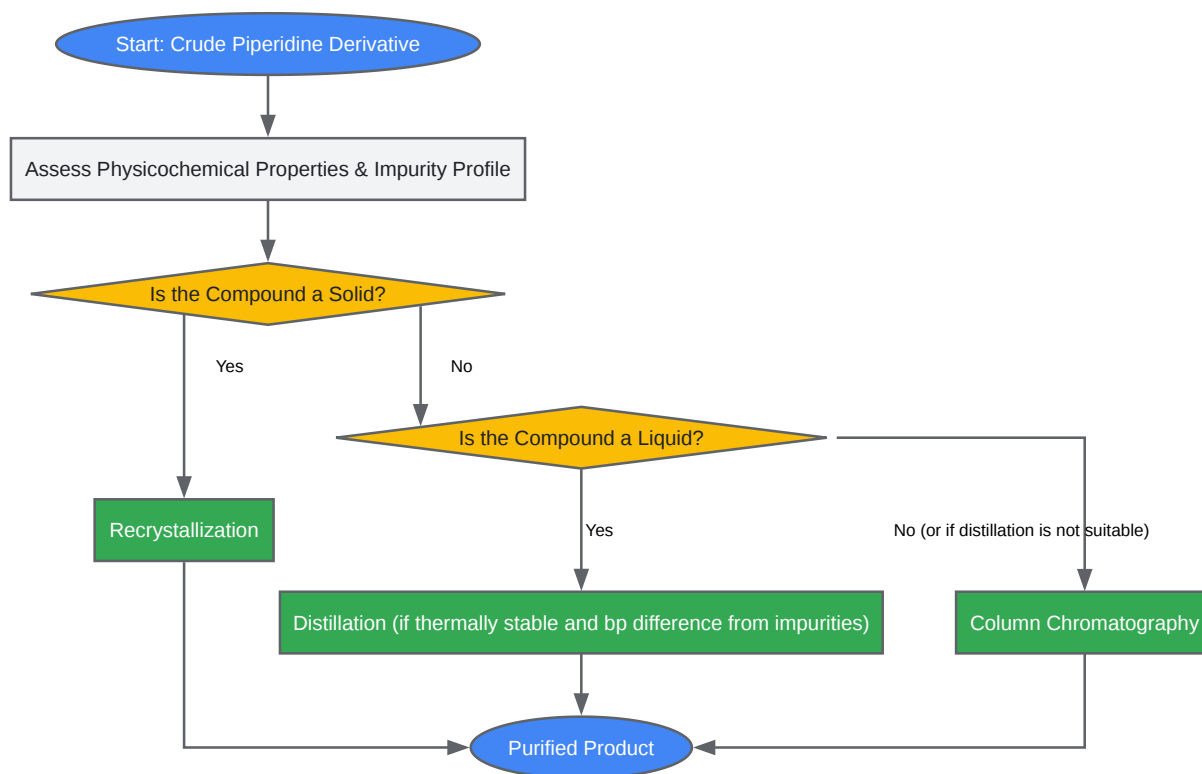 Start: Crude Piperidine Derivative
Assess Physicochemical Properties & Impurity Profile
Is the Compound a Solid?
Yes
No
Is the Compound a Liquid?
Recrystallization
Yes
No (or if distillation is not suitable)
Distillation (if thermally stable and bp difference from impurities)
Column Chromatography
Purified Product